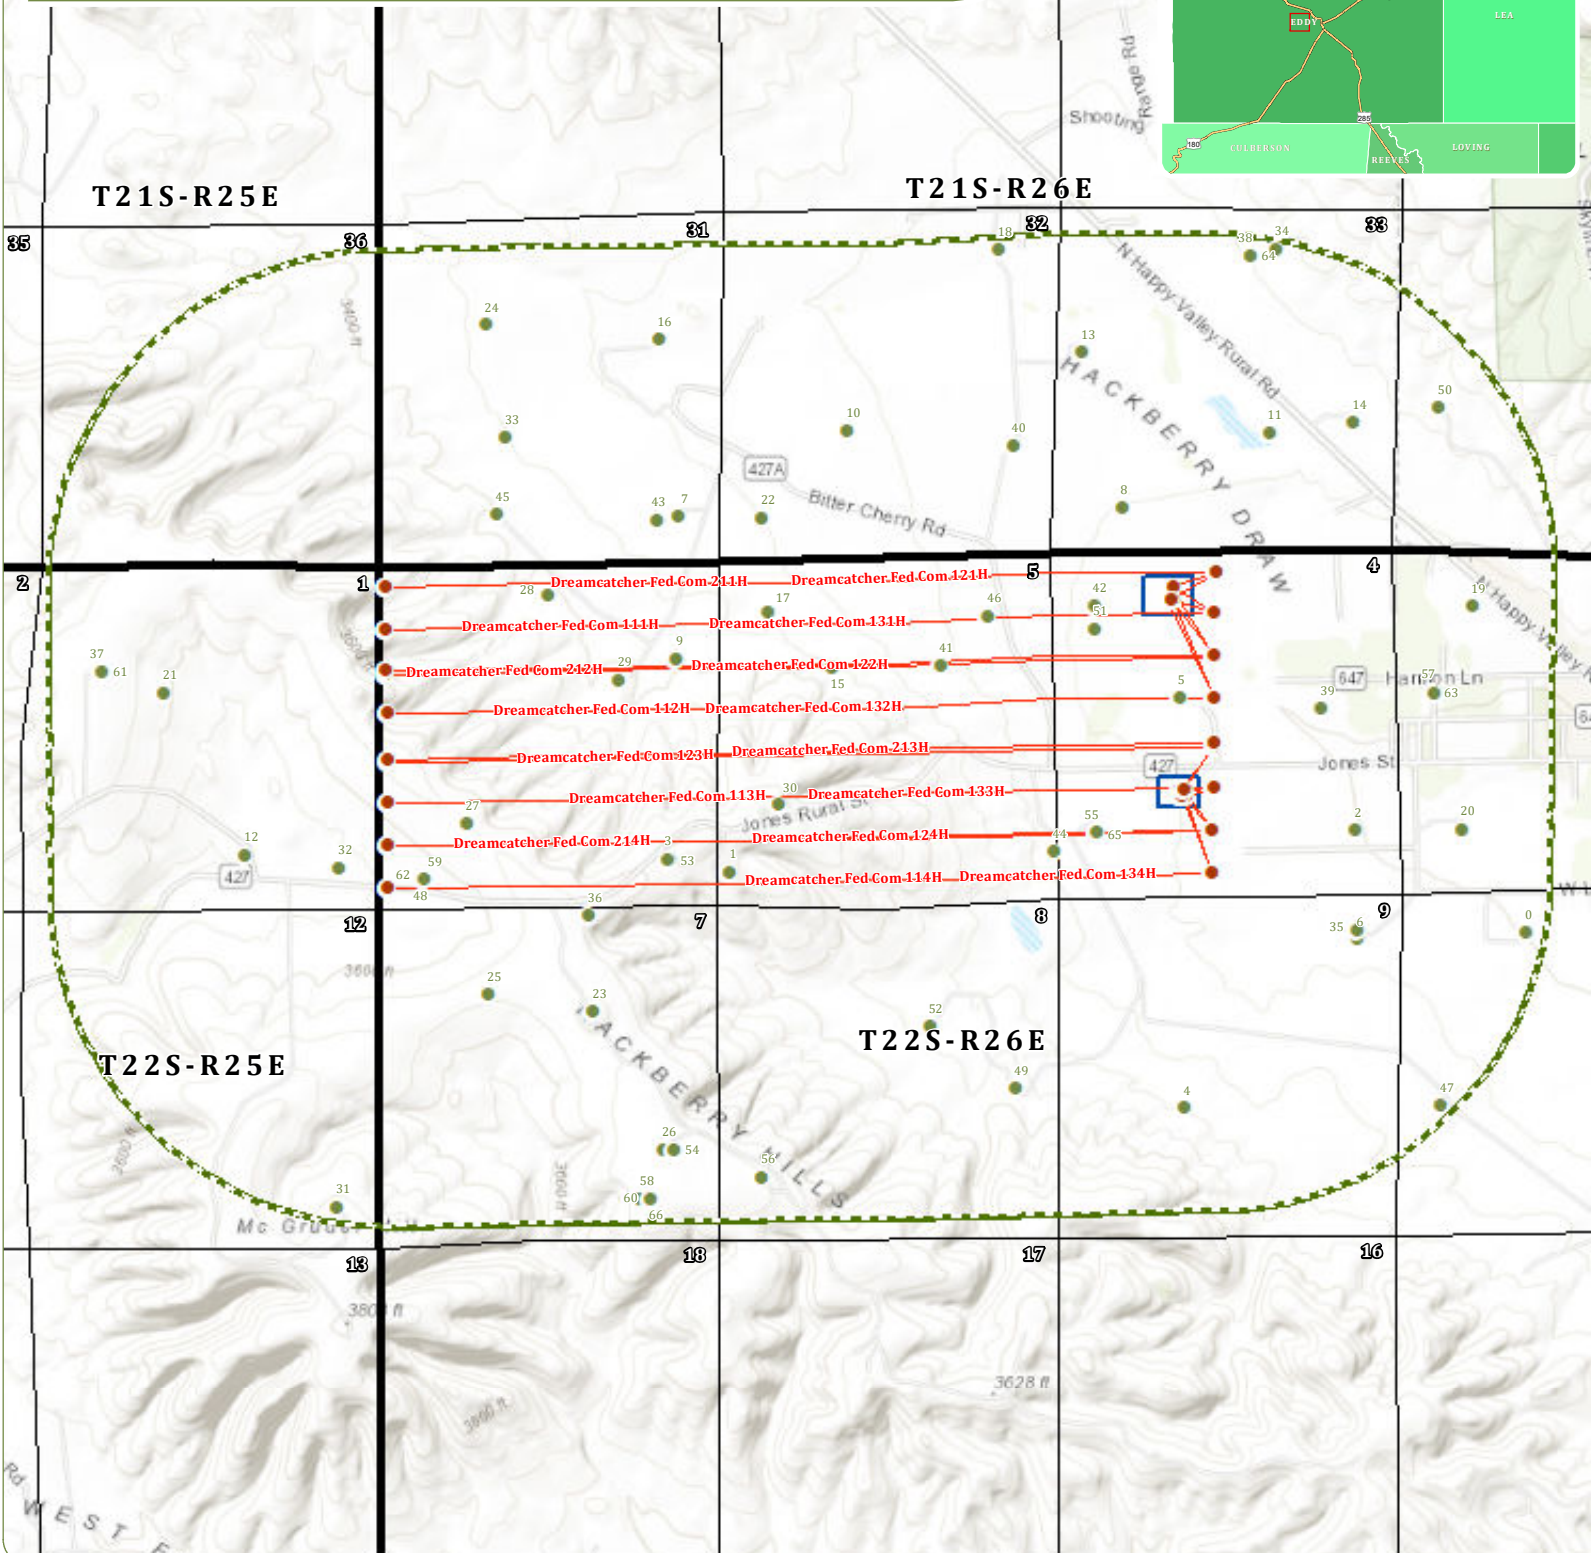 EDDY
LEA
285
180
CULBERSON
REEVES
LOVING
Range Rd
Shooting
T21S-R25E
T21S-R26E
35
36
31
32
33
18
38
34
64
N Happy Valley Rural Rd
24
3400 ft
16
13
HACKBERRY DRAW
50
14
11
10
33
40
427A
45
43
7
22
Bitter Cherry Rd
8
2
1
5
4
Dreamcatcher Fed Com 211H
Dreamcatcher Fed Com 121H
28
42
19
N Happy Valley R
17
46
51
Dreamcatcher Fed Com 111H
Dreamcatcher Fed Com 131H
3600 ft
37
61
21
9
41
Dreamcatcher Fed Com 212H
29
Dreamcatcher Fed Com 122H
15
5
647
57
63
39
Dreamcatcher Fed Com 112H
Dreamcatcher Fed Com 132H
Dreamcatcher Fed Com 123H
Dreamcatcher Fed Com 213H
427
Jones St
Dreamcatcher Fed Com 113H
30
Dreamcatcher Fed Com 133H
Jones Rural St
27
55
65
2
20
Dreamcatcher Fed Com 214H
Dreamcatcher Fed Com 124H
12
32
427
59
3
53
1
44
62
48
Dreamcatcher Fed Com 114H
Dreamcatcher Fed Com 134H
36
12
7
8
9
35
6
0
25
23
52
T22S-R26E
T22S-R25E
HACKBERRY HILLS
49
4
47
26
54
56
3600 ft
3600 ft
58
60
66
31
13
18
17
16
3628 ft
3600 ft
Rd
WEST